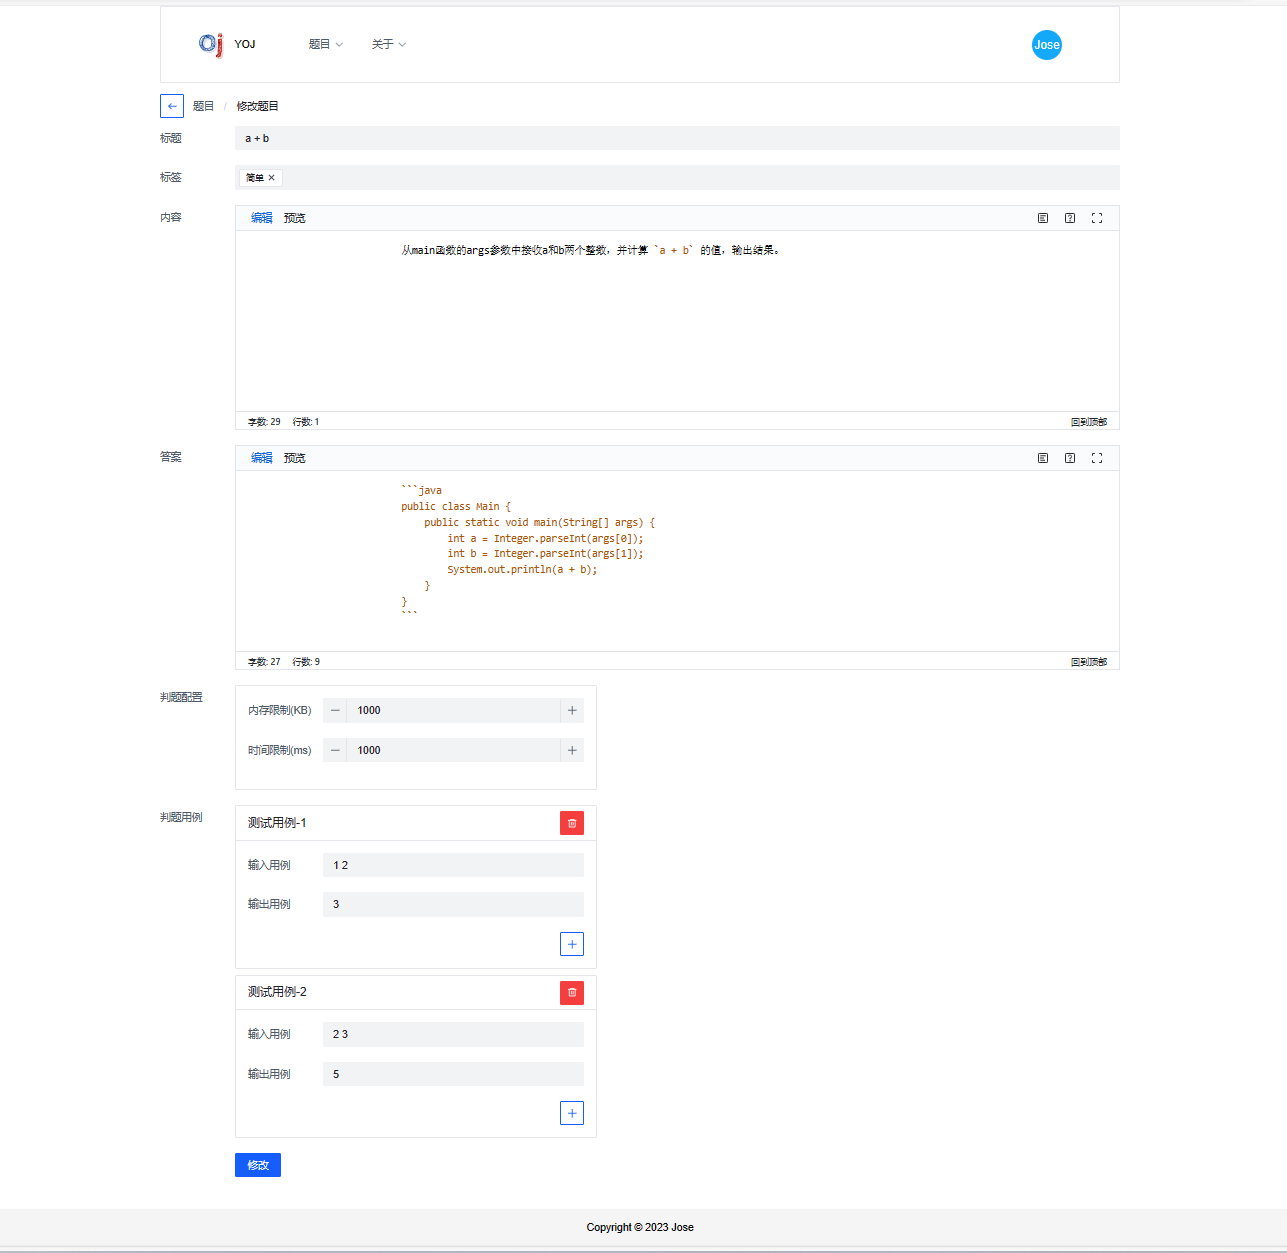 Oj YOJ 题目 关于 Jose
题目 / 修改题目
标题 a + b
标签 简单
内容 编辑 预览
从main函数的args参数中接收a和b两个整数，并计算 `a + b` 的值，输出结果。
字数: 29 行数: 1 回到顶部
答案 编辑 预览
```java
public class Main {
    public static void main(String[] args) {
        int a = Integer.parseInt(args[0]);
        int b = Integer.parseInt(args[1]);
        System.out.println(a + b);
    }
}
```
字数: 27 行数: 9 回到顶部
判题配置
内存限制(KB) 1000
时间限制(ms) 1000
判题用例
测试用例-1
输入用例 1 2
输出用例 3
测试用例-2
输入用例 2 3
输出用例 5
修改
Copyright © 2023 Jose